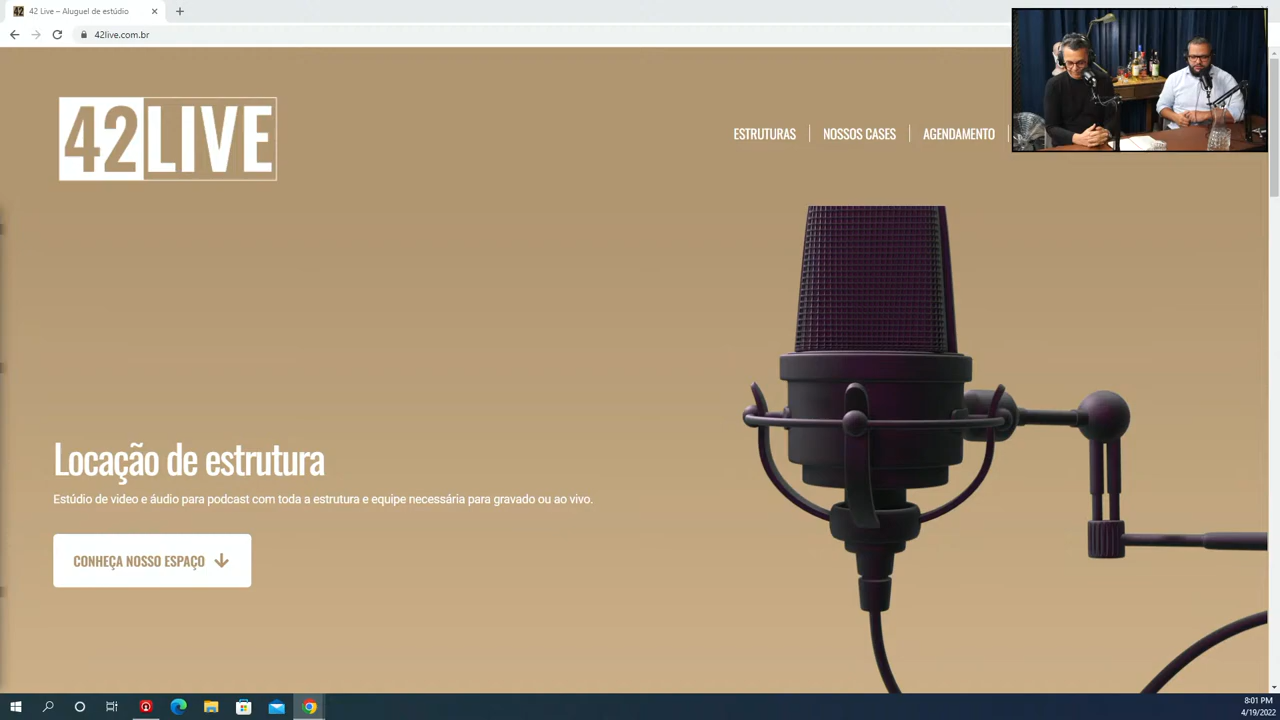 42 Live – Aluguel de estúdio
42live.com.br
42LIVE
ESTRUTURAS
NOSSOS CASES
AGENDAMENTO
Locação de estrutura
Estúdio de video e áudio para podcast com toda a estrutura e equipe necessária para gravado ou ao vivo.
CONHEÇA NOSSO ESPAÇO
8:01 PM
4/19/2022